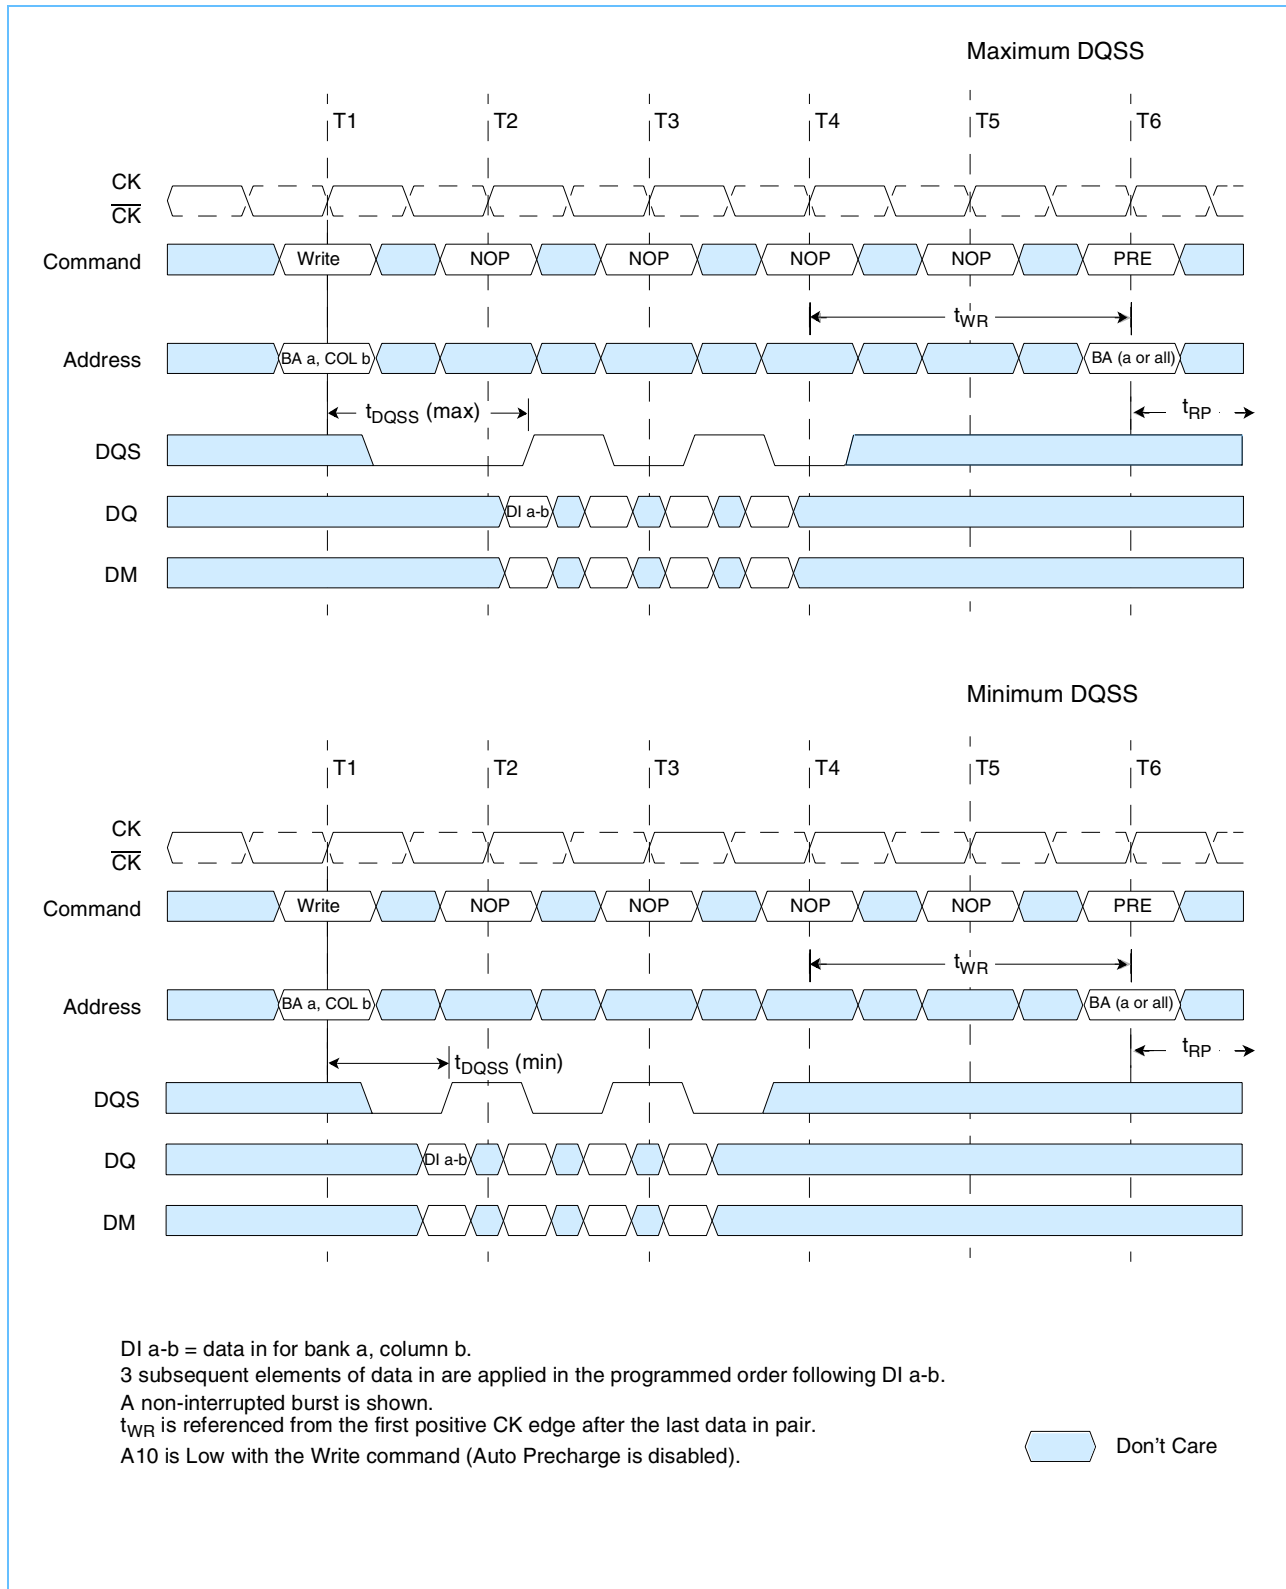 Maximum DQSS
T1 T2 T3 T4 T5 T6
CK
CK
Command Write NOP NOP NOP NOP PRE
tWR
Address BA a, COL b BA (a or all)
tDQSS (max) tRP
DQS
DQ DI a-b
DM
Minimum DQSS
T1 T2 T3 T4 T5 T6
CK
CK
Command Write NOP NOP NOP NOP PRE
tWR
Address BA a, COL b BA (a or all)
tDQSS (min) tRP
DQS
DQ DI a-b
DM
DI a-b = data in for bank a, column b.
3 subsequent elements of data in are applied in the programmed order following DI a-b.
A non-interrupted burst is shown.
tWR is referenced from the first positive CK edge after the last data in pair.
A10 is Low with the Write command (Auto Precharge is disabled).
Don't Care